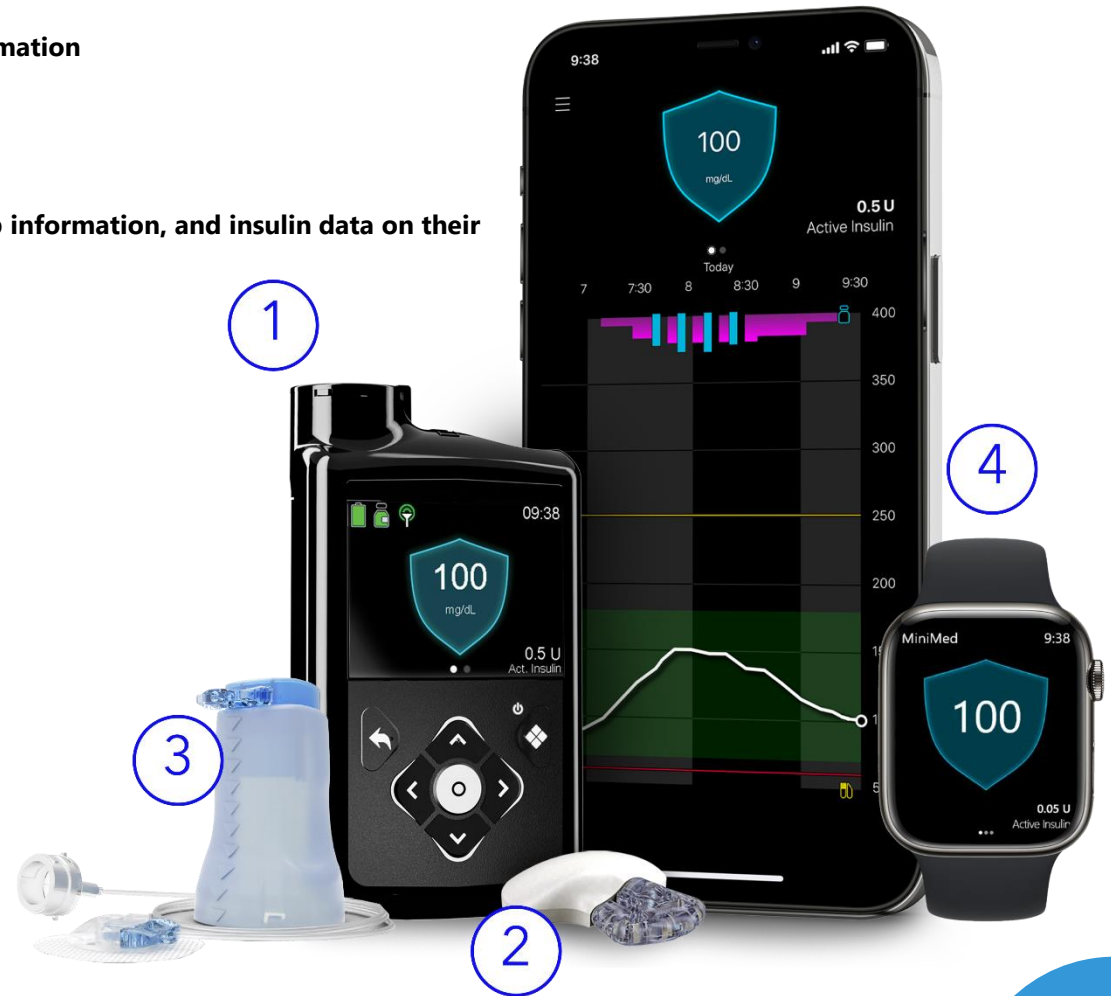 mation
information, and insulin data on their
9:38
100
mg/dL
0.5 U
Active Insulin
Today
7 7:30 8 8:30 9 9:30
400
350
300
250
200
1
09:38
100
mg/dL
0.5 U
Act. Insulin
3
2
4
MiniMed 9:38
100
0.05 U
Active Insulin